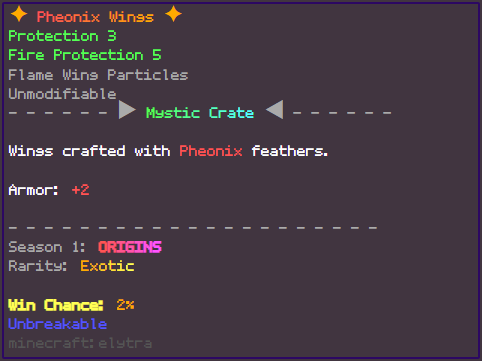 ✦ Pheonix Wings ✦
Protection 3
Fire Protection 5
Flame Wing Particles
Unmodifiable
- - - - - - ▶ Mystic Crate ◀ - - - - - -
Wings crafted with Pheonix feathers.
Armor: +2
- - - - - - - - - - - - - - - - - - - - -
Season 1: ORIGINS
Rarity: Exotic
Win Chance: 2%
Unbreakable
minecraft:elytra